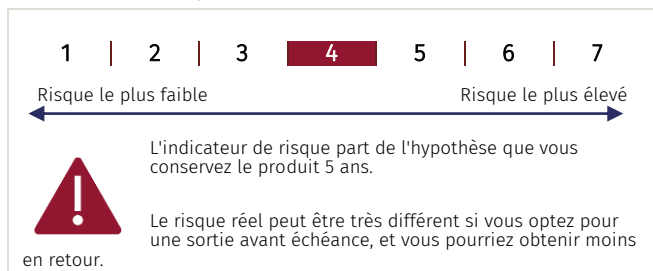 1 | 2 | 3 | 4 | 5 | 6 | 7
Risque le plus faible Risque le plus élevé
L'indicateur de risque part de l'hypothèse que vous
conservez le produit 5 ans.
Le risque réel peut être très différent si vous optez pour
une sortie avant échéance, et vous pourriez obtenir moins
en retour.